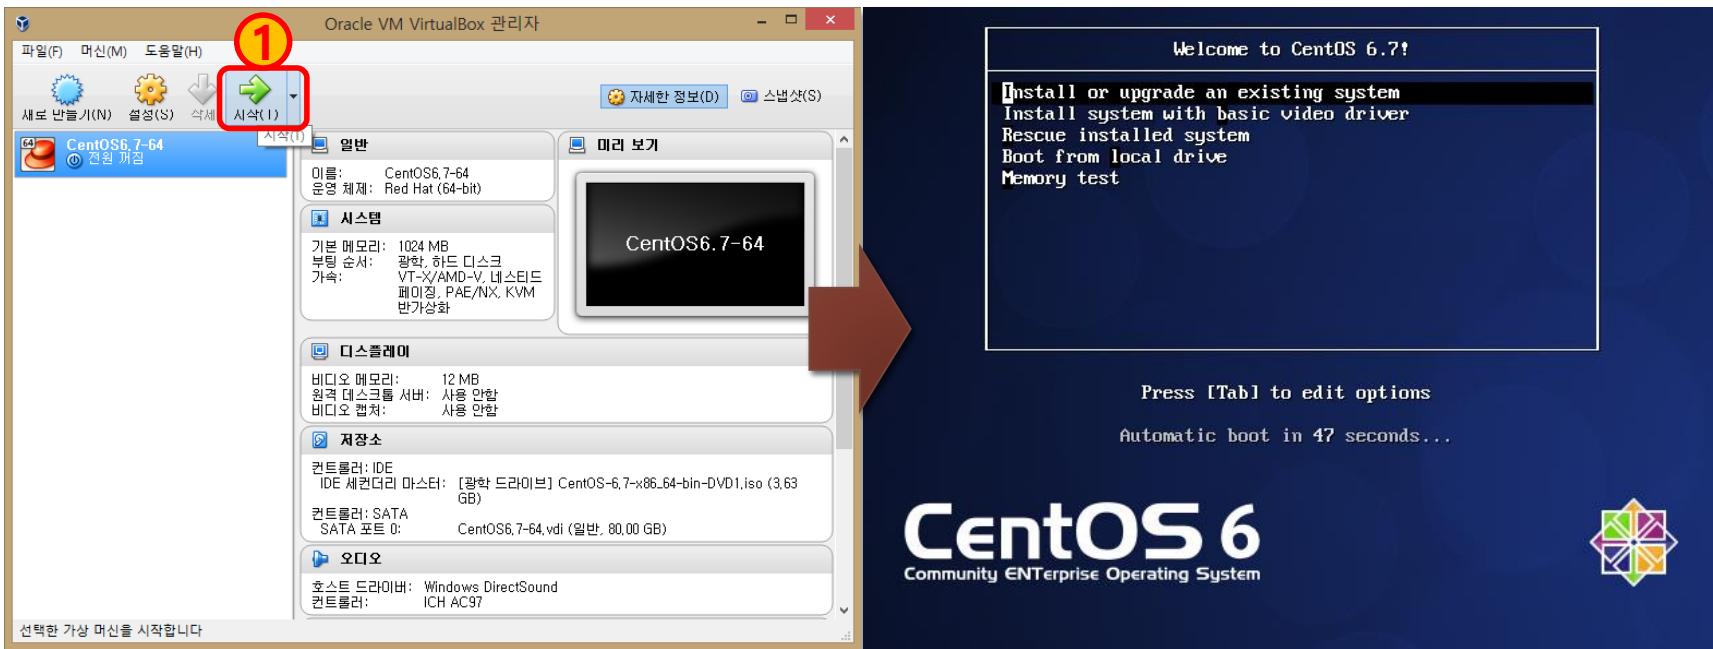 Oracle VM VirtualBox 관리자
1
파일(F) 머신(M) 도움말(H)
새로 만들기(N) 설정(S) 삭제 시작(T)
자세한 정보(D) 스냅샷(S)
시작(T)
64 CentOS6.7-64
전원 꺼짐
일반
이름: CentOS6.7-64
운영 체제: Red Hat (64-bit)
시스템
기본 메모리: 1024 MB
부팅 순서: 광학, 하드 디스크
가속: VT-X/AMD-V, 네스티드
페이징, PAE/NX, KVM
반가상화
미리 보기
CentOS6.7-64
디스플레이
비디오 메모리: 12 MB
원격 데스크톱 서버: 사용 안함
비디오 캡처: 사용 안함
저장소
컨트롤러: IDE
IDE 세컨더리 마스터: [광학 드라이브] CentOS-6.7-x86_64-bin-DVD1.iso (3.63
GB)
컨트롤러: SATA
SATA 포트 0: CentOS6.7-64.vdi (일반, 80.00 GB)
오디오
호스트 드라이버: Windows DirectSound
컨트롤러: ICH AC97
선택한 가상 머신을 시작합니다
Welcome to CentOS 6.7!
Install or upgrade an existing system
Install system with basic video driver
Rescue installed system
Boot from local drive
Memory test
Press [Tab] to edit options
Automatic boot in 47 seconds...
CentOS 6
Community ENTerprise Operating System